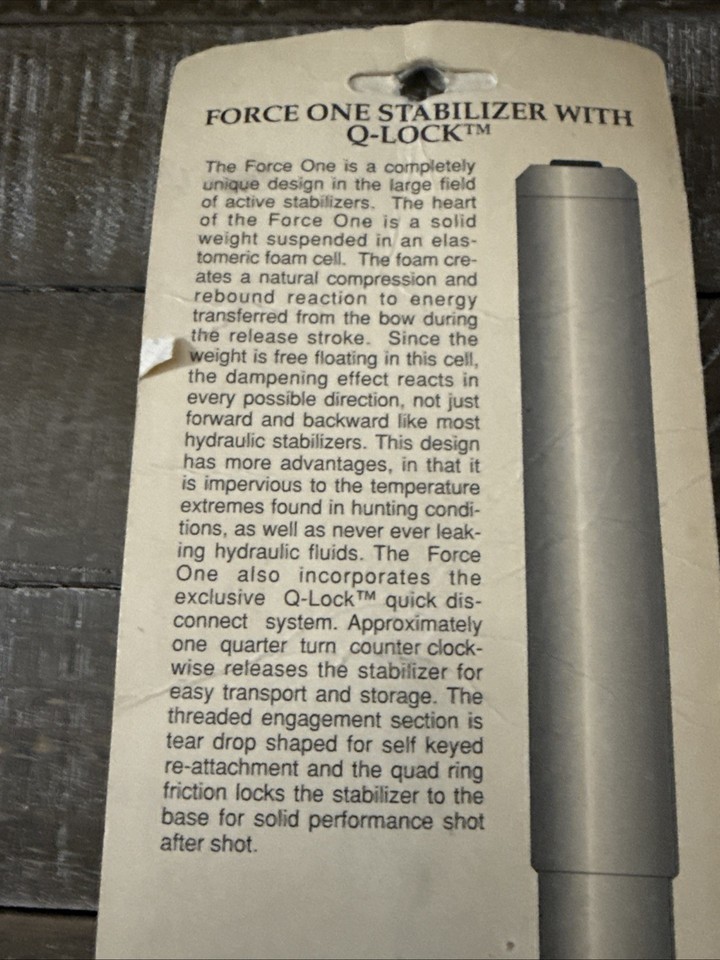 FORCE ONE STABILIZER WITH
Q-LOCK™
The Force One is a completely
unique design in the large field
of active stabilizers. The heart
of the Force One is a solid
weight suspended in an elas-
tomeric foam cell. The foam cre-
ates a natural compression and
rebound reaction to energy
transferred from the bow during
the release stroke. Since the
weight is free floating in this cell,
the dampening effect reacts in
every possible direction, not just
forward and backward like most
hydraulic stabilizers. This design
has more advantages, in that it
is impervious to the temperature
extremes found in hunting condi-
tions, as well as never ever leak-
ing hydraulic fluids. The Force
One also incorporates the
exclusive Q-Lock™ quick dis-
connect system. Approximately
one quarter turn counter clock-
wise releases the stabilizer for
easy transport and storage. The
threaded engagement section is
tear drop shaped for self keyed
re-attachment and the quad ring
friction locks the stabilizer to the
base for solid performance shot
after shot.